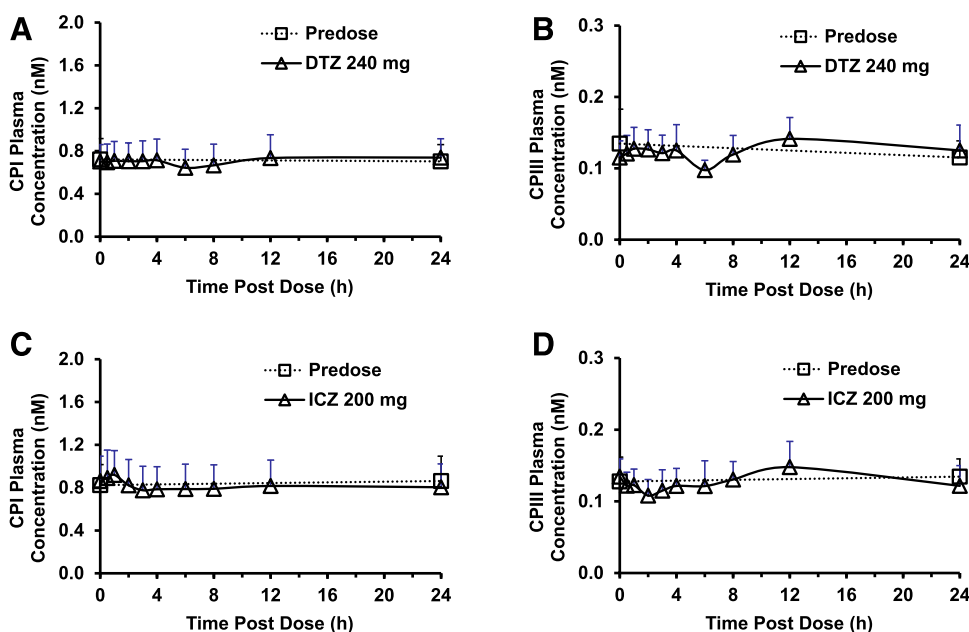 A
CPI Plasma
Concentration (nM)
2.0
1.6
1.2
0.8
0.4
0.0
Predose
DTZ 240 mg
0 4 8 12 16 20 24
Time Post Dose (h)
B
CPIII Plasma
Concentration (nM)
0.3
0.2
0.1
0.0
Predose
DTZ 240 mg
0 4 8 12 16 20 24
Time Post Dose (h)
C
CPI Plasma
Concentration (nM)
2.0
1.6
1.2
0.8
0.4
0.0
Predose
ICZ 200 mg
0 4 8 12 16 20 24
Time Post Dose (h)
D
CPIII Plasma
Concentration (nM)
0.3
0.2
0.1
0.0
Predose
ICZ 200 mg
0 4 8 12 16 20 24
Time Post Dose (h)